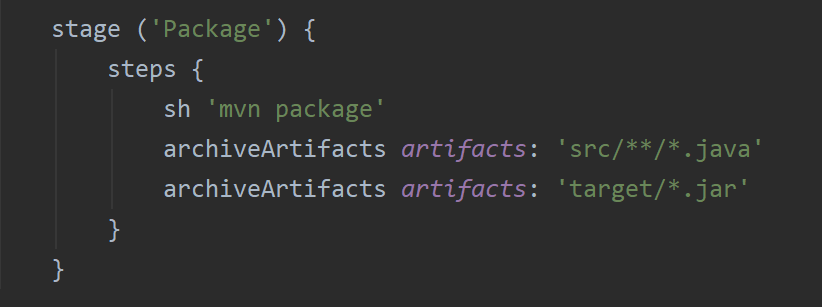 stage ('Package') {
steps {
sh 'mvn package'
archiveArtifacts artifacts: 'src/**/*.java'
archiveArtifacts artifacts: 'target/*.jar'
}
}